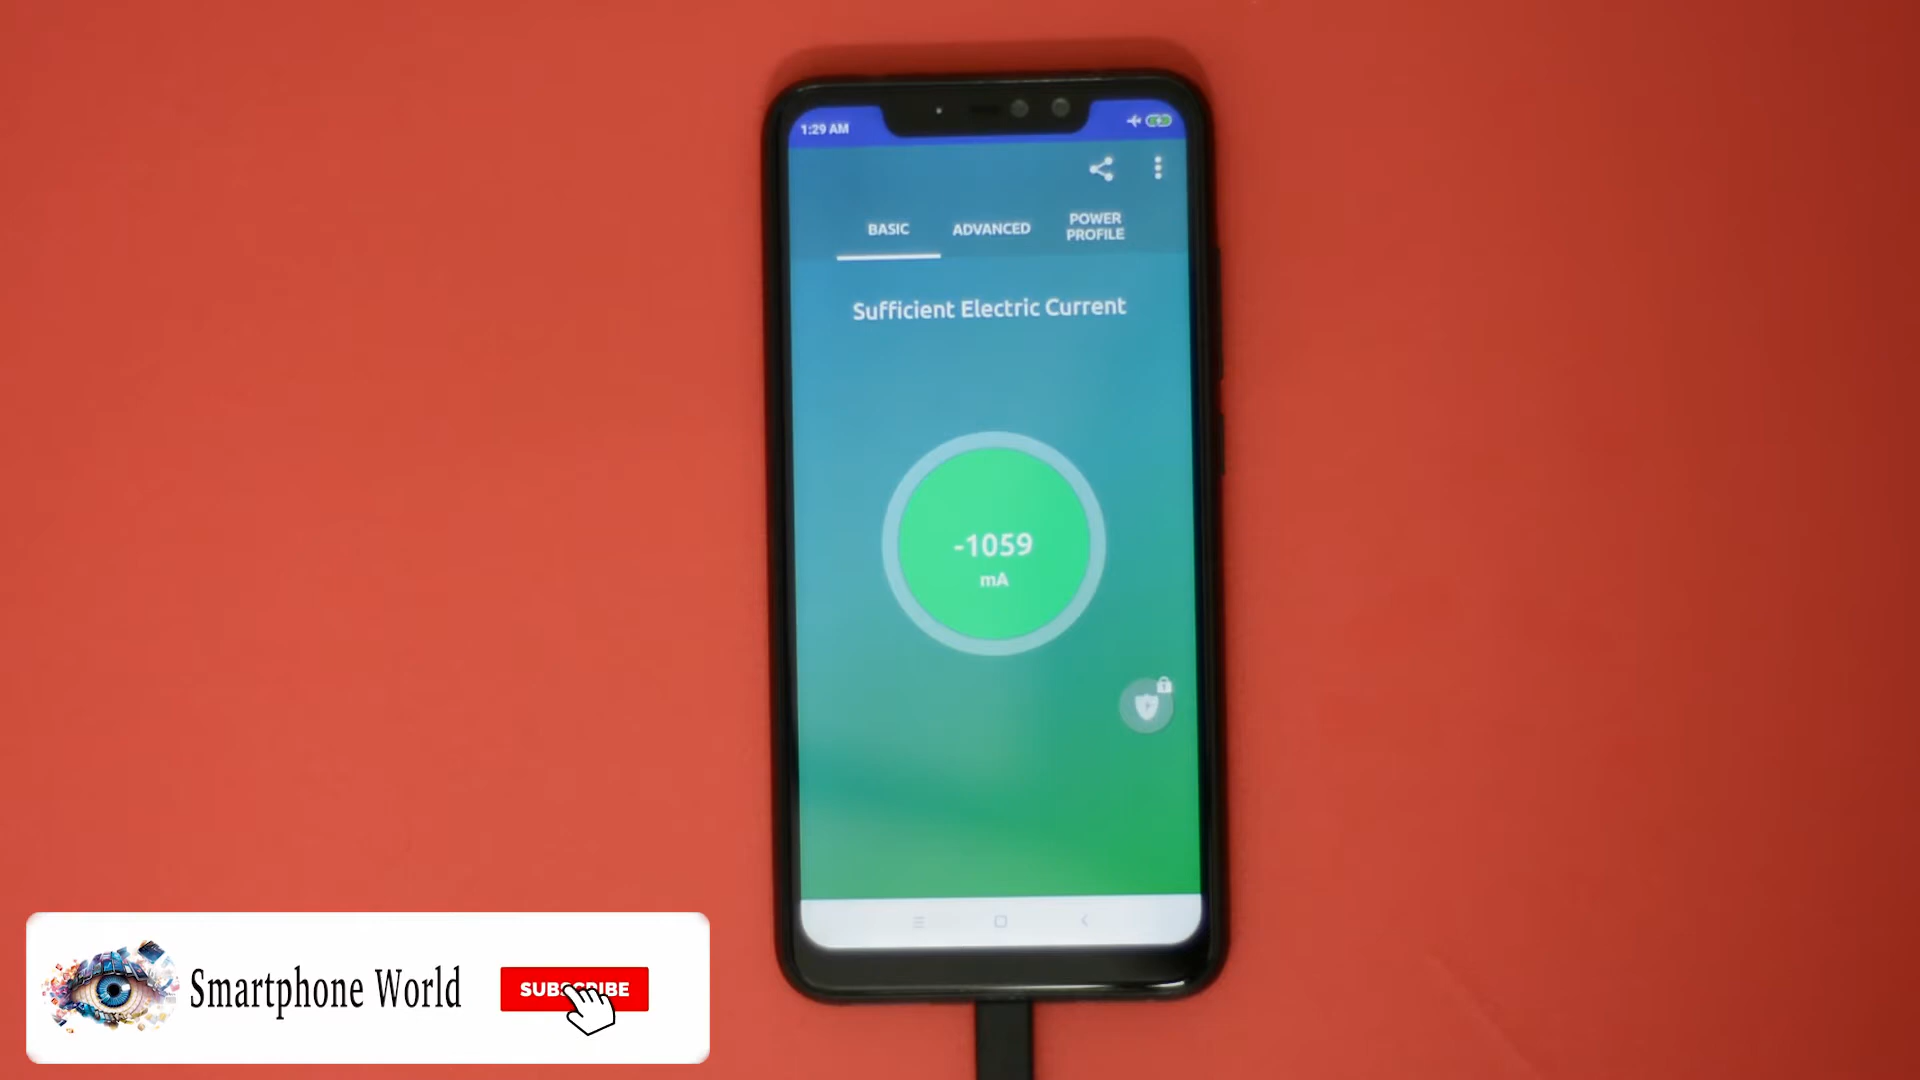 1:29 AM
BASIC
ADVANCED
POWER
PROFILE
Sufficient Electric Current
-1059
mA
Smartphone World
SUBSCRIBE